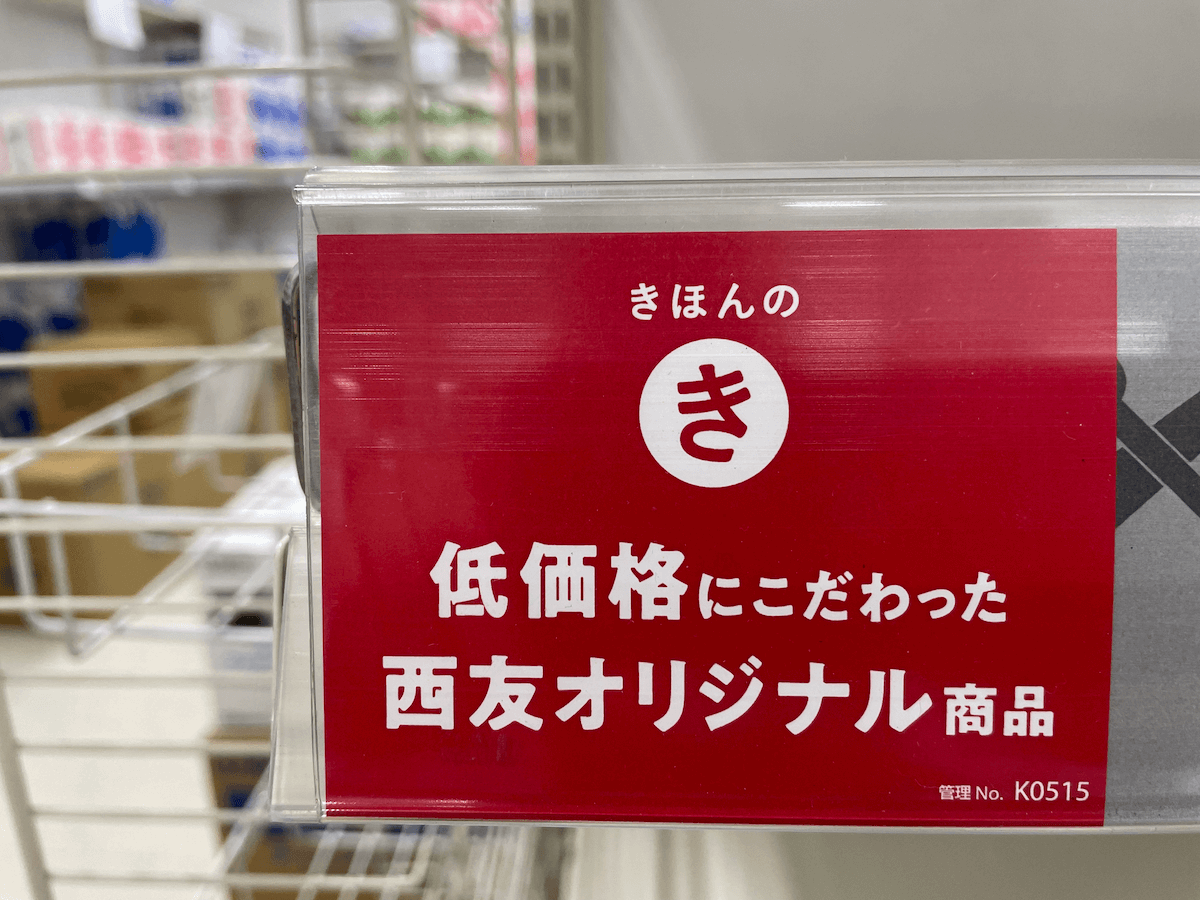 きほんの
き
低価格にこだわった
西友オリジナル商品
管理No. K0515